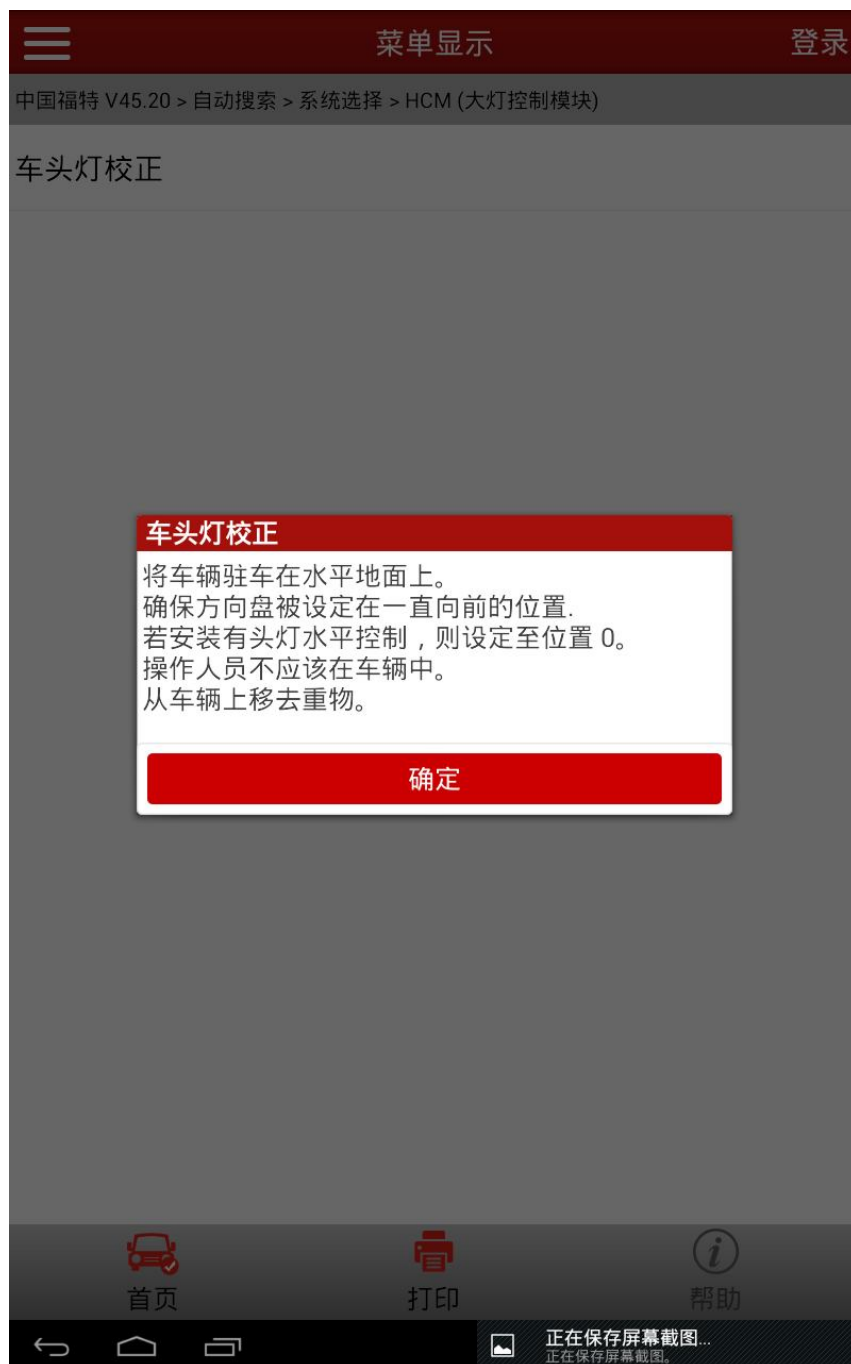 菜单显示
登录
中国福特 V45.20 > 自动搜索 > 系统选择 > HCM (大灯控制模块)
车头灯校正
车头灯校正
将车辆驻车在水平地面上。
确保方向盘被设定在一直向前的位置.
若安装有头灯水平控制，则设定至位置 0。
操作人员不应该在车辆中。
从车辆上移去重物。
确定
首页
打印
帮助
正在保存屏幕截图...
正在保存屏幕截图。